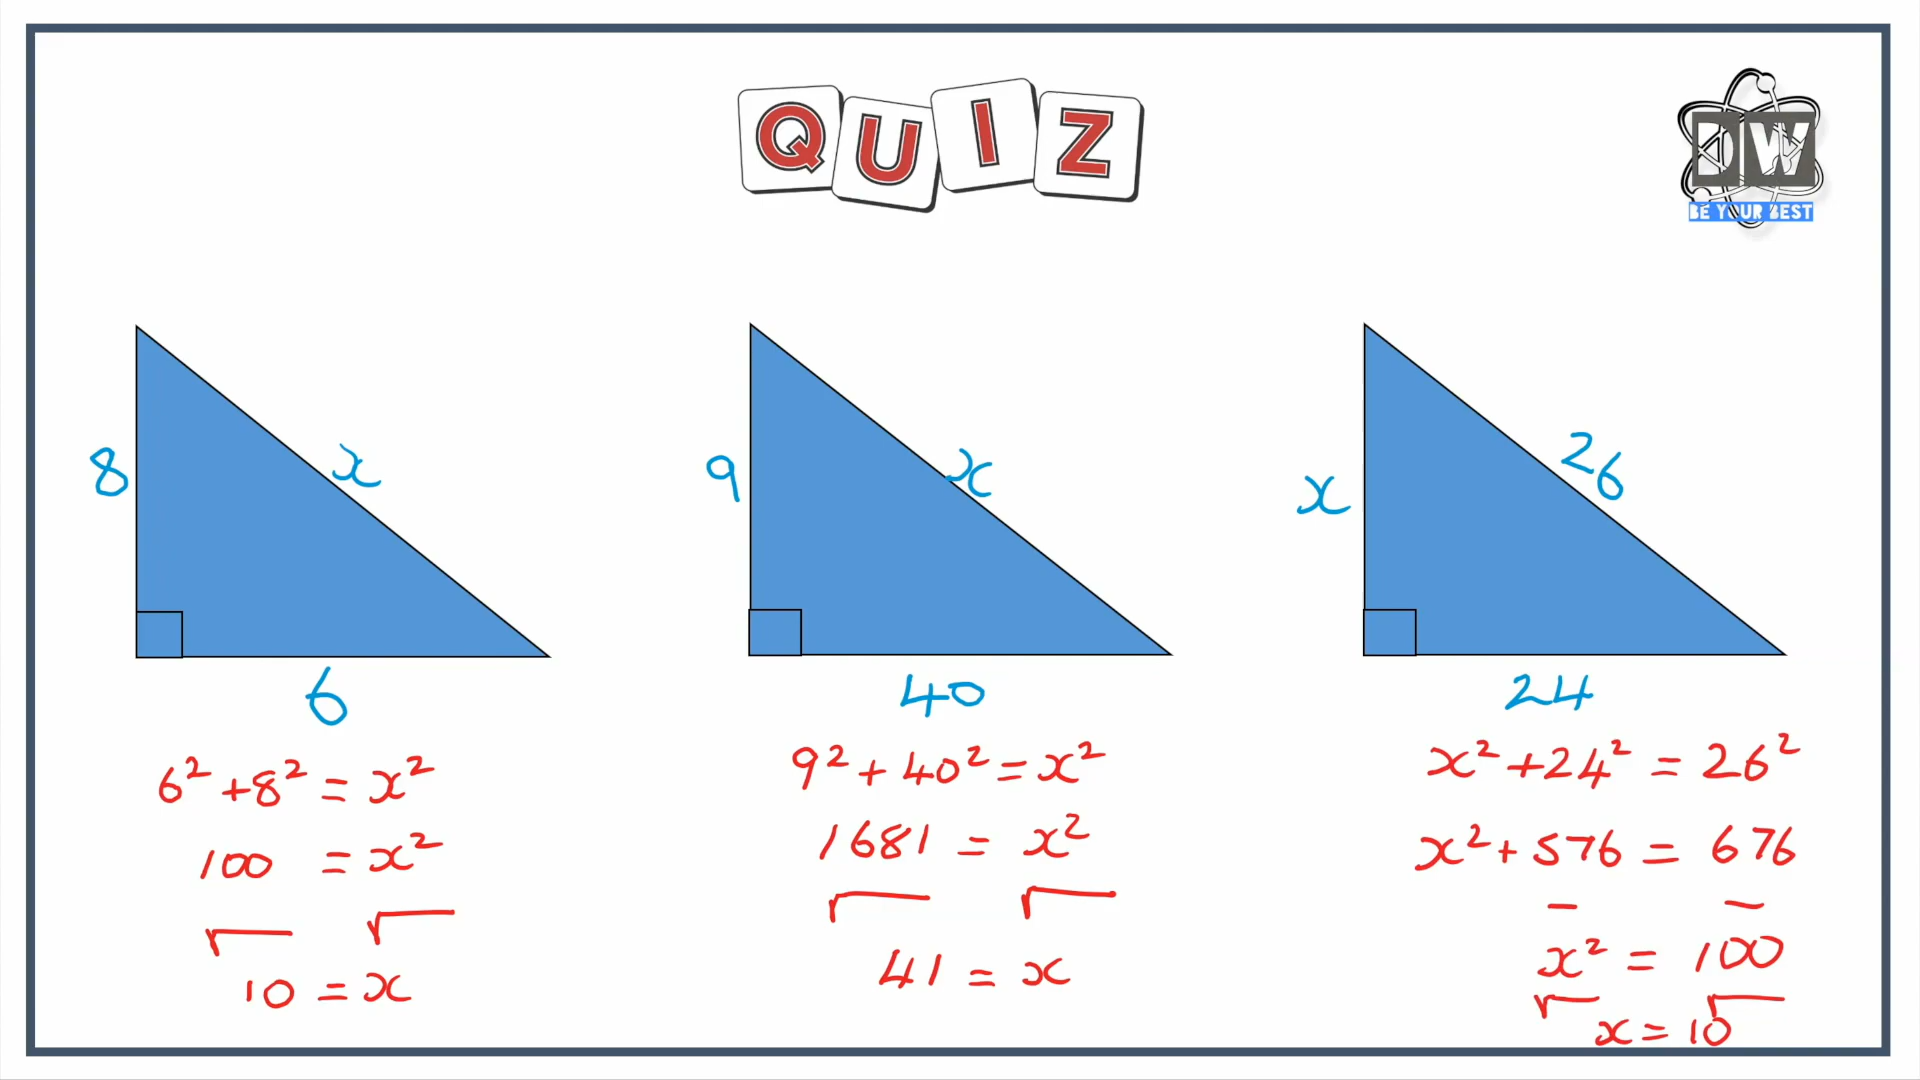 QUIZ
DW
BE YOUR BEST
8
x
6
6² + 8² = x²
100 = x²
√ √
10 = x
9
x
40
9² + 40² = x²
1681 = x²
√ √
41 = x
x
26
24
x² + 24² = 26²
x² + 576 = 676
− −
x² = 100
√ √
x = 10